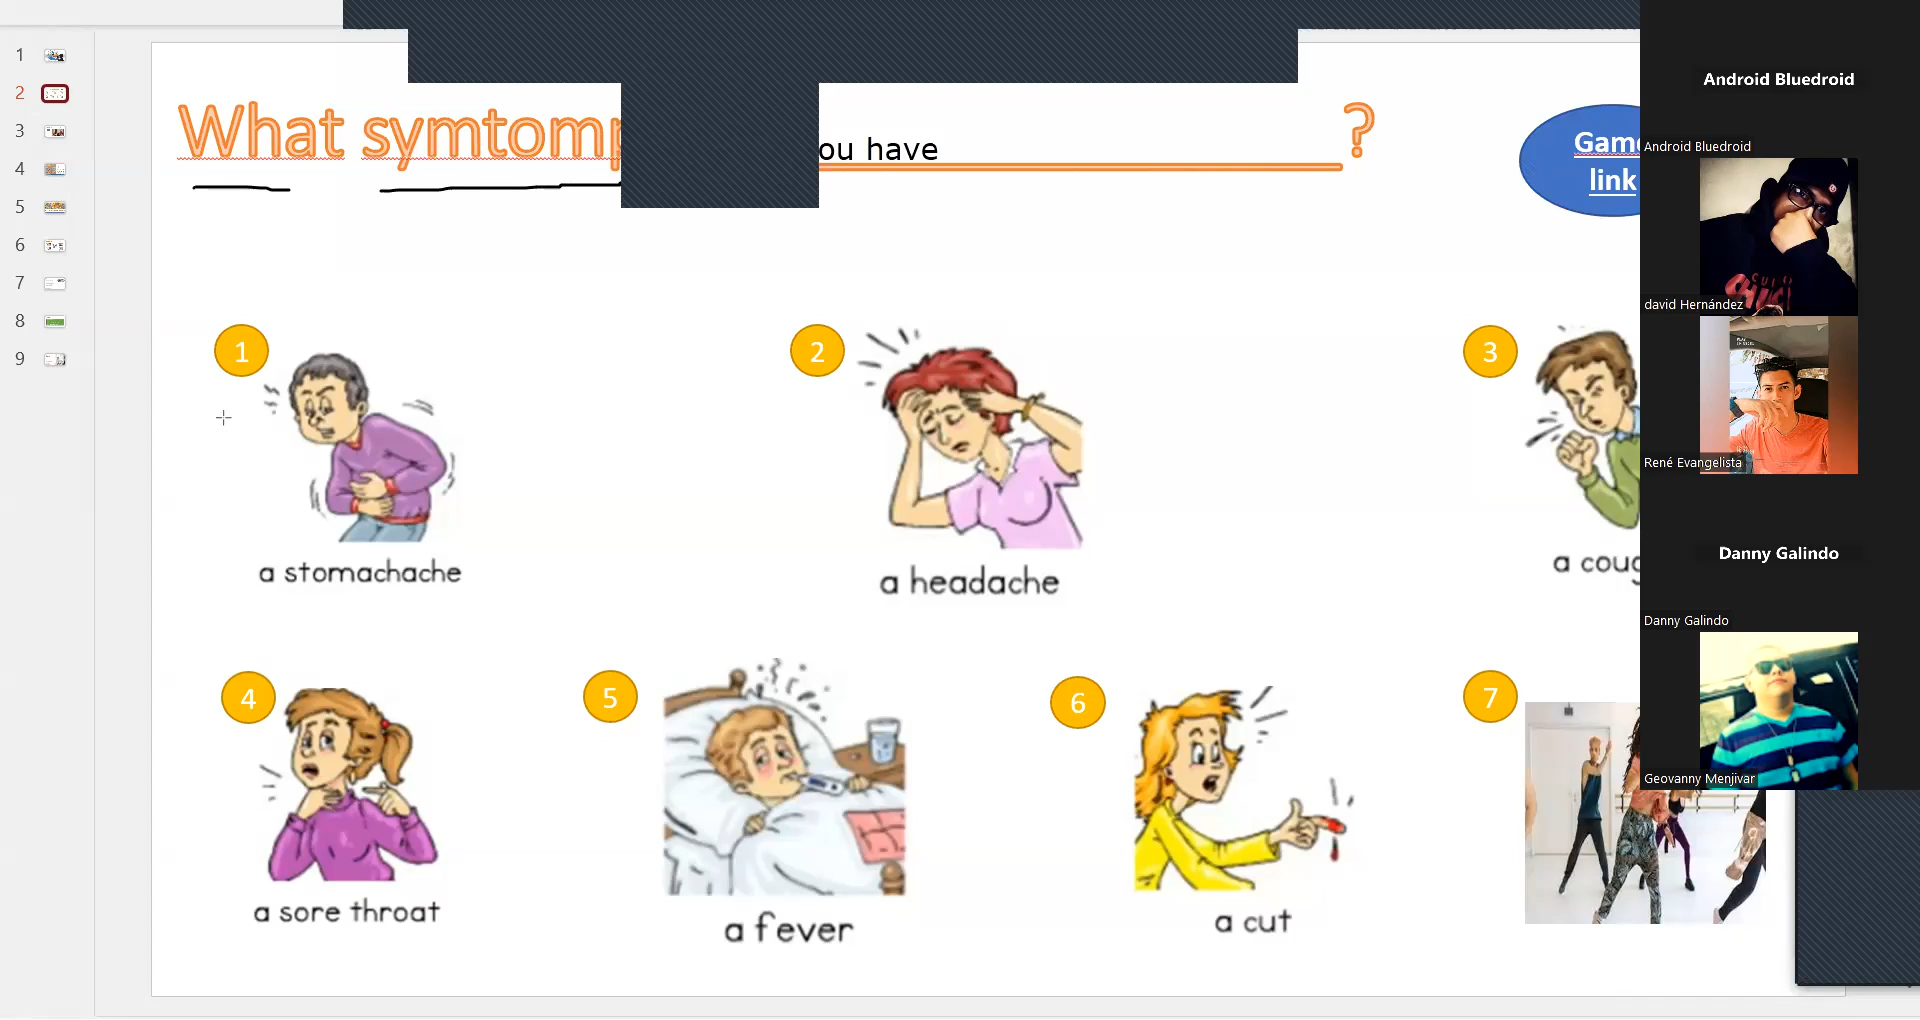 1
2
3
4
5
6
7
8
9
What symtomp
ou have
?
Game
link
Android Bluedroid
Android Bluedroid
david Hernández
René Evangelista
Danny Galindo
Danny Galindo
Geovanny Menjivar
1
2
3
a stomachache
a headache
a coug
4
5
6
7
a sore throat
a fever
a cut